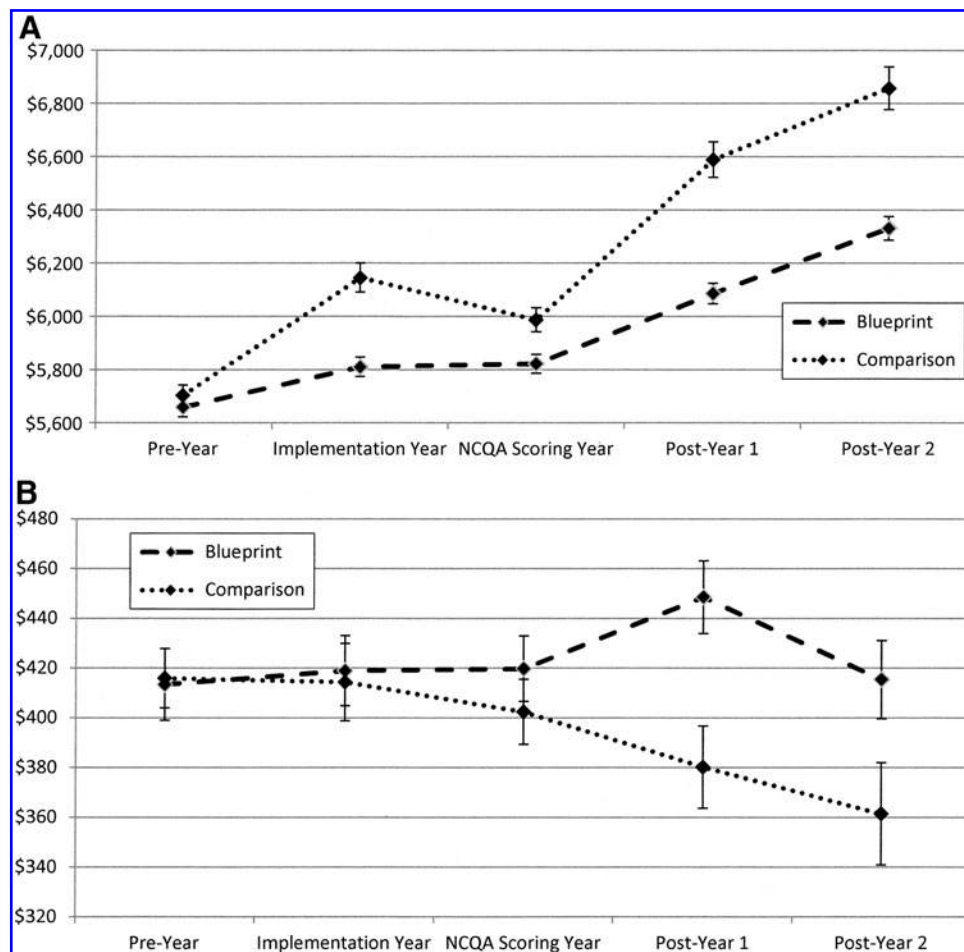 A
$7,000
$6,800
$6,600
$6,400
$6,200
$6,000
$5,800
$5,600
Blueprint
Comparison
Pre-Year Implementation Year NCQA Scoring Year Post-Year 1 Post-Year 2
B
$480
$460
$440
$420
$400
$380
$360
$340
$320
Blueprint
Comparison
Pre-Year Implementation Year NCQA Scoring Year Post-Year 1 Post-Year 2